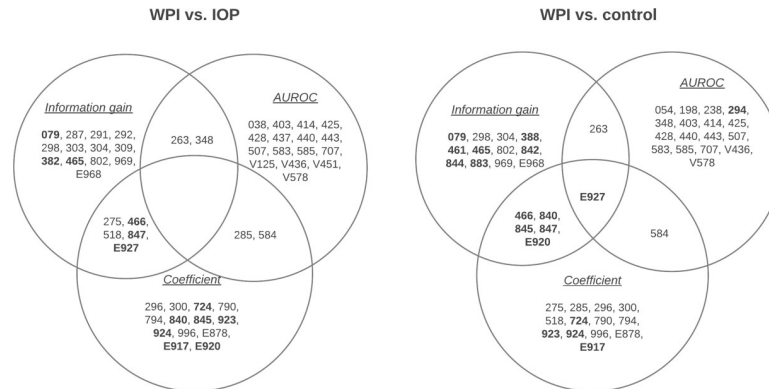 WPI vs. IOP
Information gain
079, 287, 291, 292,
298, 303, 304, 309,
382, 465, 802, 969,
E968
AUROC
038, 403, 414, 425,
428, 437, 440, 443,
507, 583, 585, 707,
V125, V436, V451,
V578
263, 348
275, 466,
518, 847,
E927
285, 584
Coefficient
296, 300, 724, 790,
794, 840, 845, 923,
924, 996, E878,
E917, E920
WPI vs. control
Information gain
079, 298, 304, 388,
461, 465, 802, 842,
844, 883, 969, E968
AUROC
054, 198, 238, 294,
348, 403, 414, 425,
428, 440, 443, 507,
583, 585, 707, V436,
V578
263
E927
466, 840,
845, 847,
E920
584
Coefficient
275, 285, 296, 300,
518, 724, 790, 794,
923, 924, 996, E878,
E917